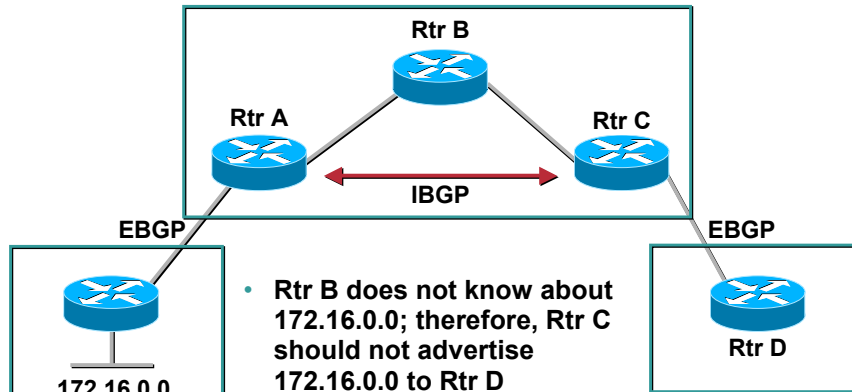 Rtr B
Rtr A
Rtr C
IBGP
EBGP
EBGP
• Rtr B does not know about
172.16.0.0; therefore, Rtr C
should not advertise
172.16.0.0 to Rtr D
Rtr D
172.16.0.0